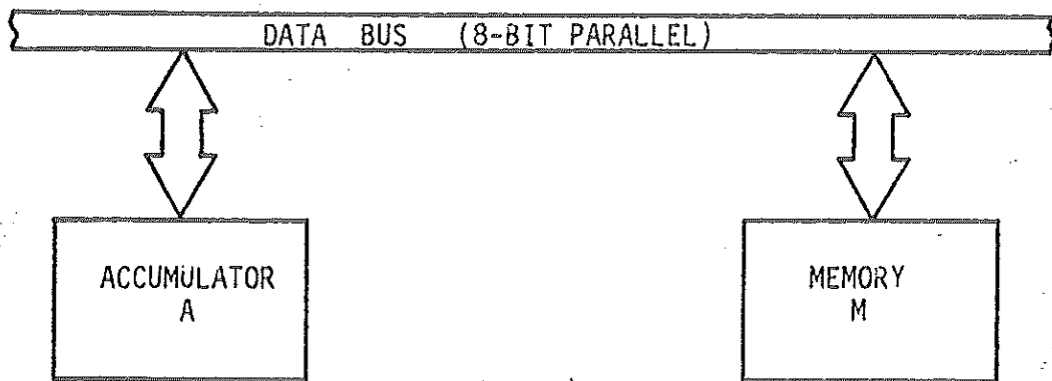 DATA BUS (8-BIT PARALLEL)
ACCUMULATOR
A
MEMORY
M